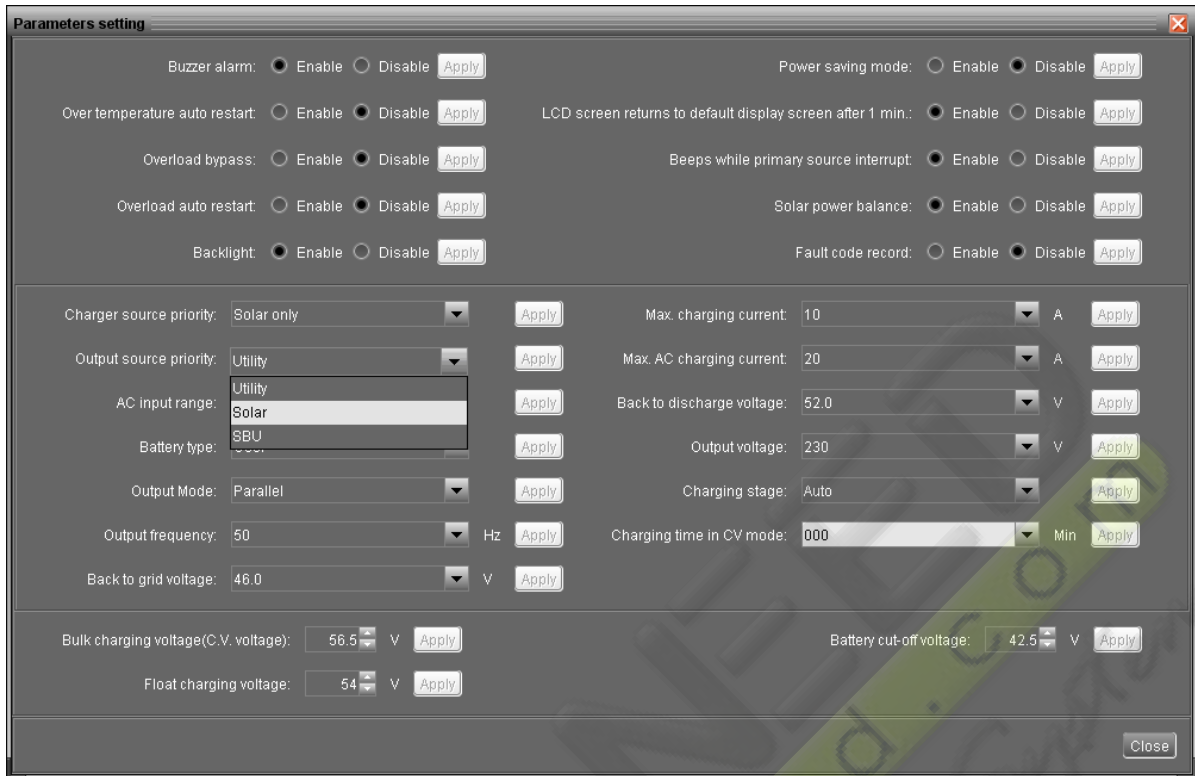 Parameters setting
Buzzer alarm: Enable Disable Apply
Power saving mode: Enable Disable Apply
Over temperature auto restart: Enable Disable Apply
LCD screen returns to default display screen after 1 min.: Enable Disable Apply
Overload bypass: Enable Disable Apply
Beeps while primary source interrupt: Enable Disable Apply
Overload auto restart: Enable Disable Apply
Solar power balance: Enable Disable Apply
Backlight: Enable Disable Apply
Fault code record: Enable Disable Apply
Charger source priority: Solar only Apply
Max. charging current: 10 A Apply
Output source priority: Utility Apply
Max. AC charging current: 20 A Apply
Utility
AC input range: Apply
Solar
Back to discharge voltage: 52.0 V Apply
SBU
Battery type: Apply
Output voltage: 230 V Apply
Output Mode: Parallel Apply
Charging stage: Auto Apply
Output frequency: 50 Hz Apply
Charging time in CV mode: 000 Min Apply
Back to grid voltage: 46.0 V Apply
Bulk charging voltage(C.V. voltage): 56.5 V Apply
Battery cut-off voltage: 42.5 V Apply
Float charging voltage: 54 V Apply
Close